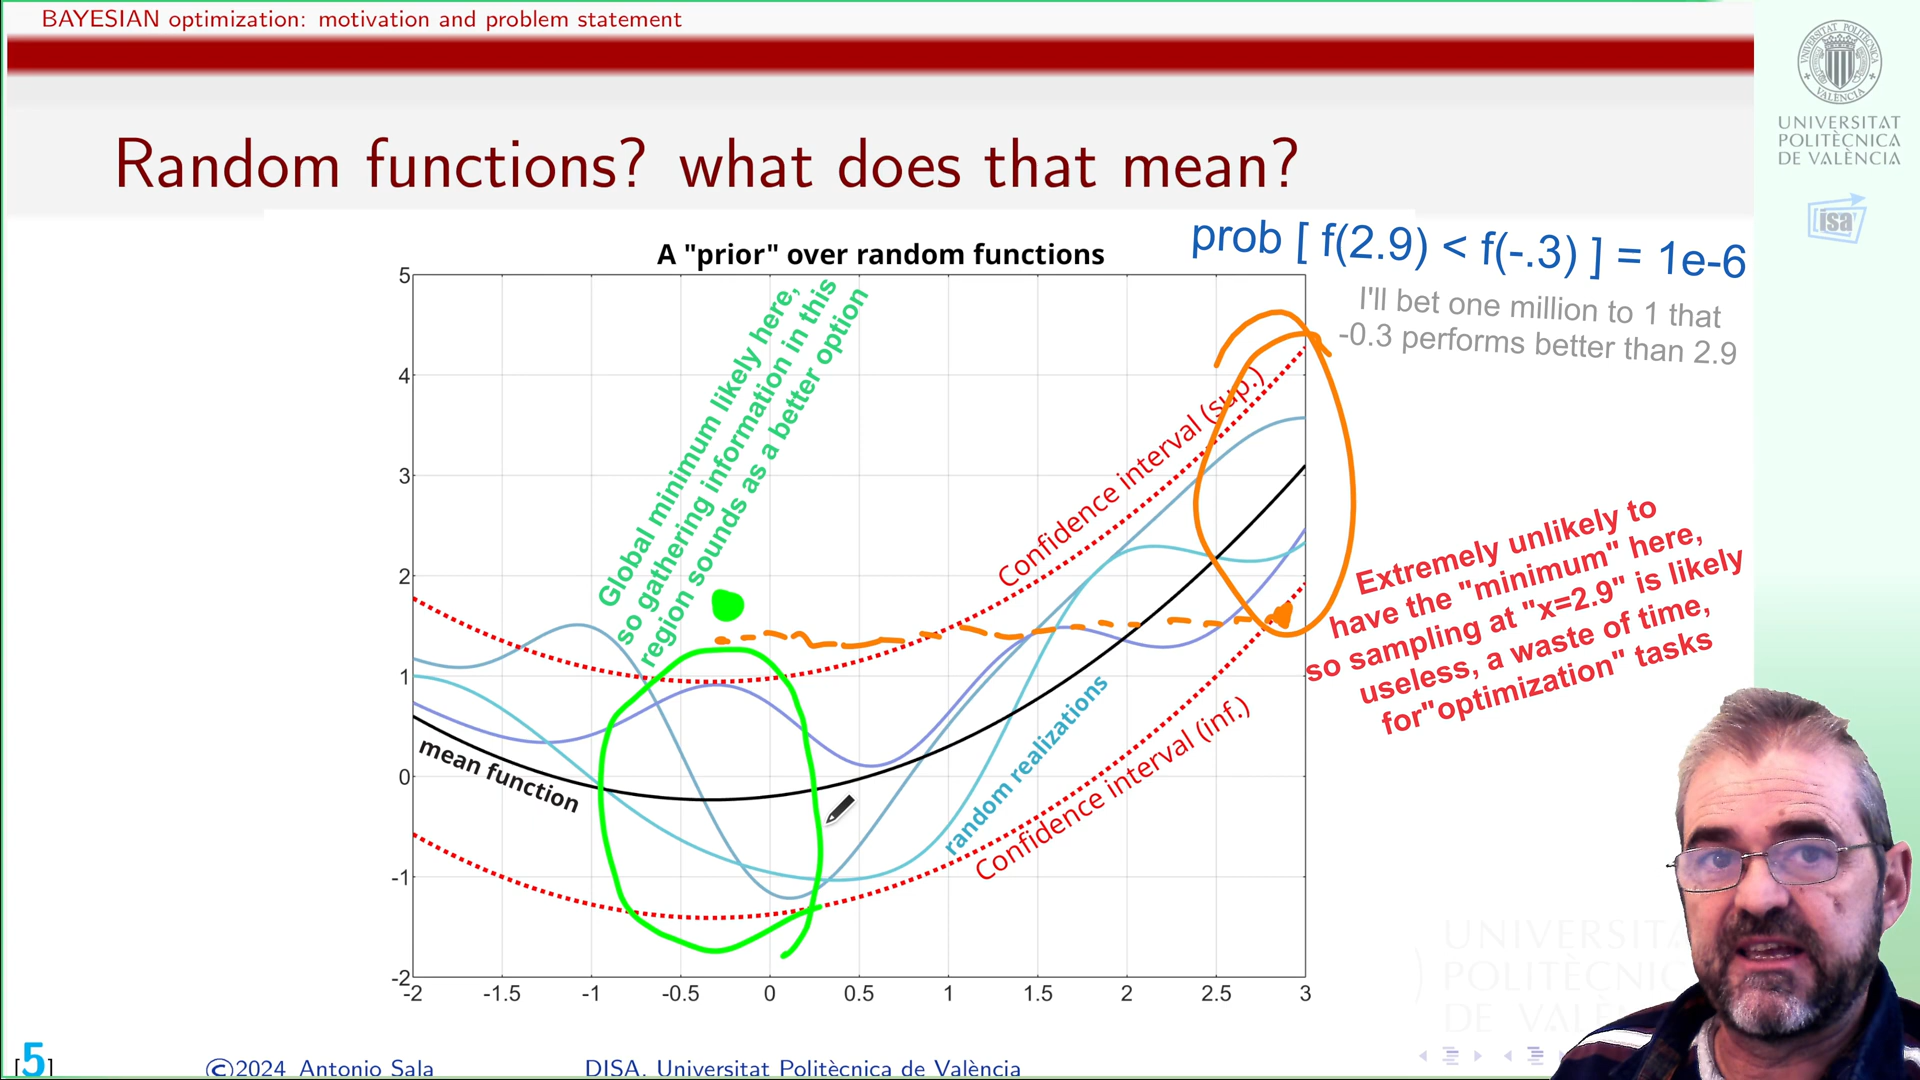 BAYESIAN optimization: motivation and problem statement
UNIVERSITAT
POLITÈCNICA
DE VALÈNCIA
isa
Random functions? what does that mean?
prob [ f(2.9) < f(-.3) ] = 1e-6
I'll bet one million to 1 that
-0.3 performs better than 2.9
A "prior" over random functions
Global minimum likely here,
so gathering information in this
region sounds as a better option
Confidence interval (sup.)
Extremely unlikely to
have the "minimum" here,
so sampling at "x=2.9" is likely
useless, a waste of time,
for"optimization" tasks
mean function
random realizations
Confidence interval (inf.)
5
4
3
2
1
0
-1
-2
-2 -1.5 -1 -0.5 0 0.5 1 1.5 2 2.5 3
UNIVERSITA
POLITÈCNIC
DE VALÈ
[5]
©2024 Antonio Sala
DISA. Universitat Politècnica de València